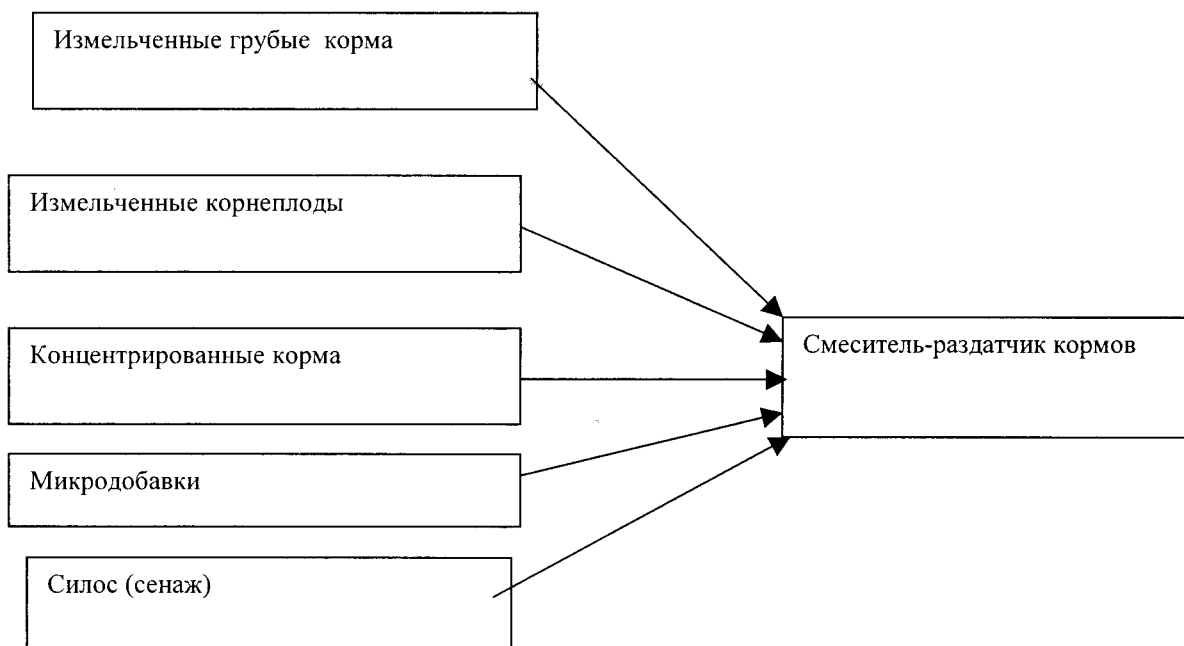 Измельченные грубые корма
Измельченные корнеплоды
Концентрированные корма
Смеситель-раздатчик кормов
Микродобавки
Силос (сенаж)